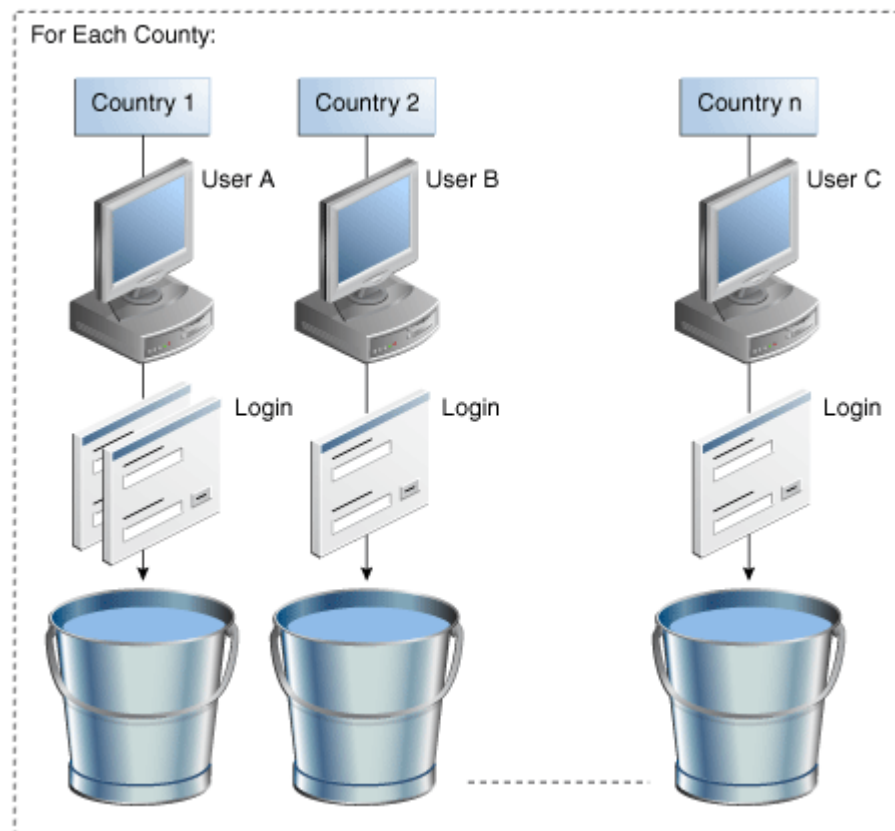 For Each County:
Country 1
Country 2
Country n
User A
User B
User C
Login
Login
Login